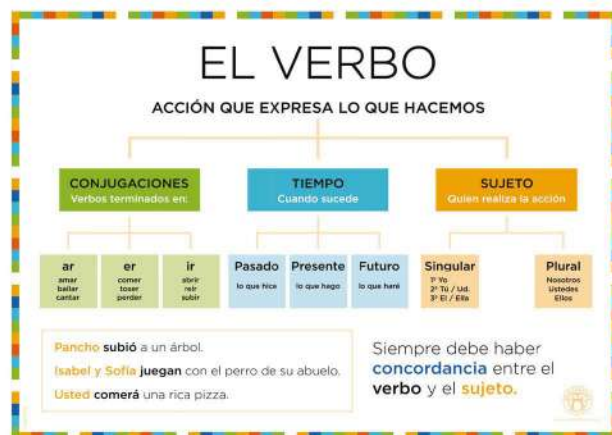 EL VERBO
ACCIÓN QUE EXPRESA LO QUE HACEMOS
CONJUGACIONES
Verbos terminados en:
TIEMPO
Cuando sucede
SUJETO
Quien realiza la acción
ar
amar
bailar
cantar
er
comer
toser
perder
ir
abrir
reír
subir
Pasado
lo que hice
Presente
lo que hago
Futuro
lo que haré
Singular
1º Yo
2º Tú / Ud.
3º El / Ella
Plural
Nosotros
Ustedes
Ellos
Pancho subió a un árbol.
Isabel y Sofía juegan con el perro de su abuelo.
Usted comerá una rica pizza.
Siempre debe haber
concordancia entre el
verbo y el sujeto.